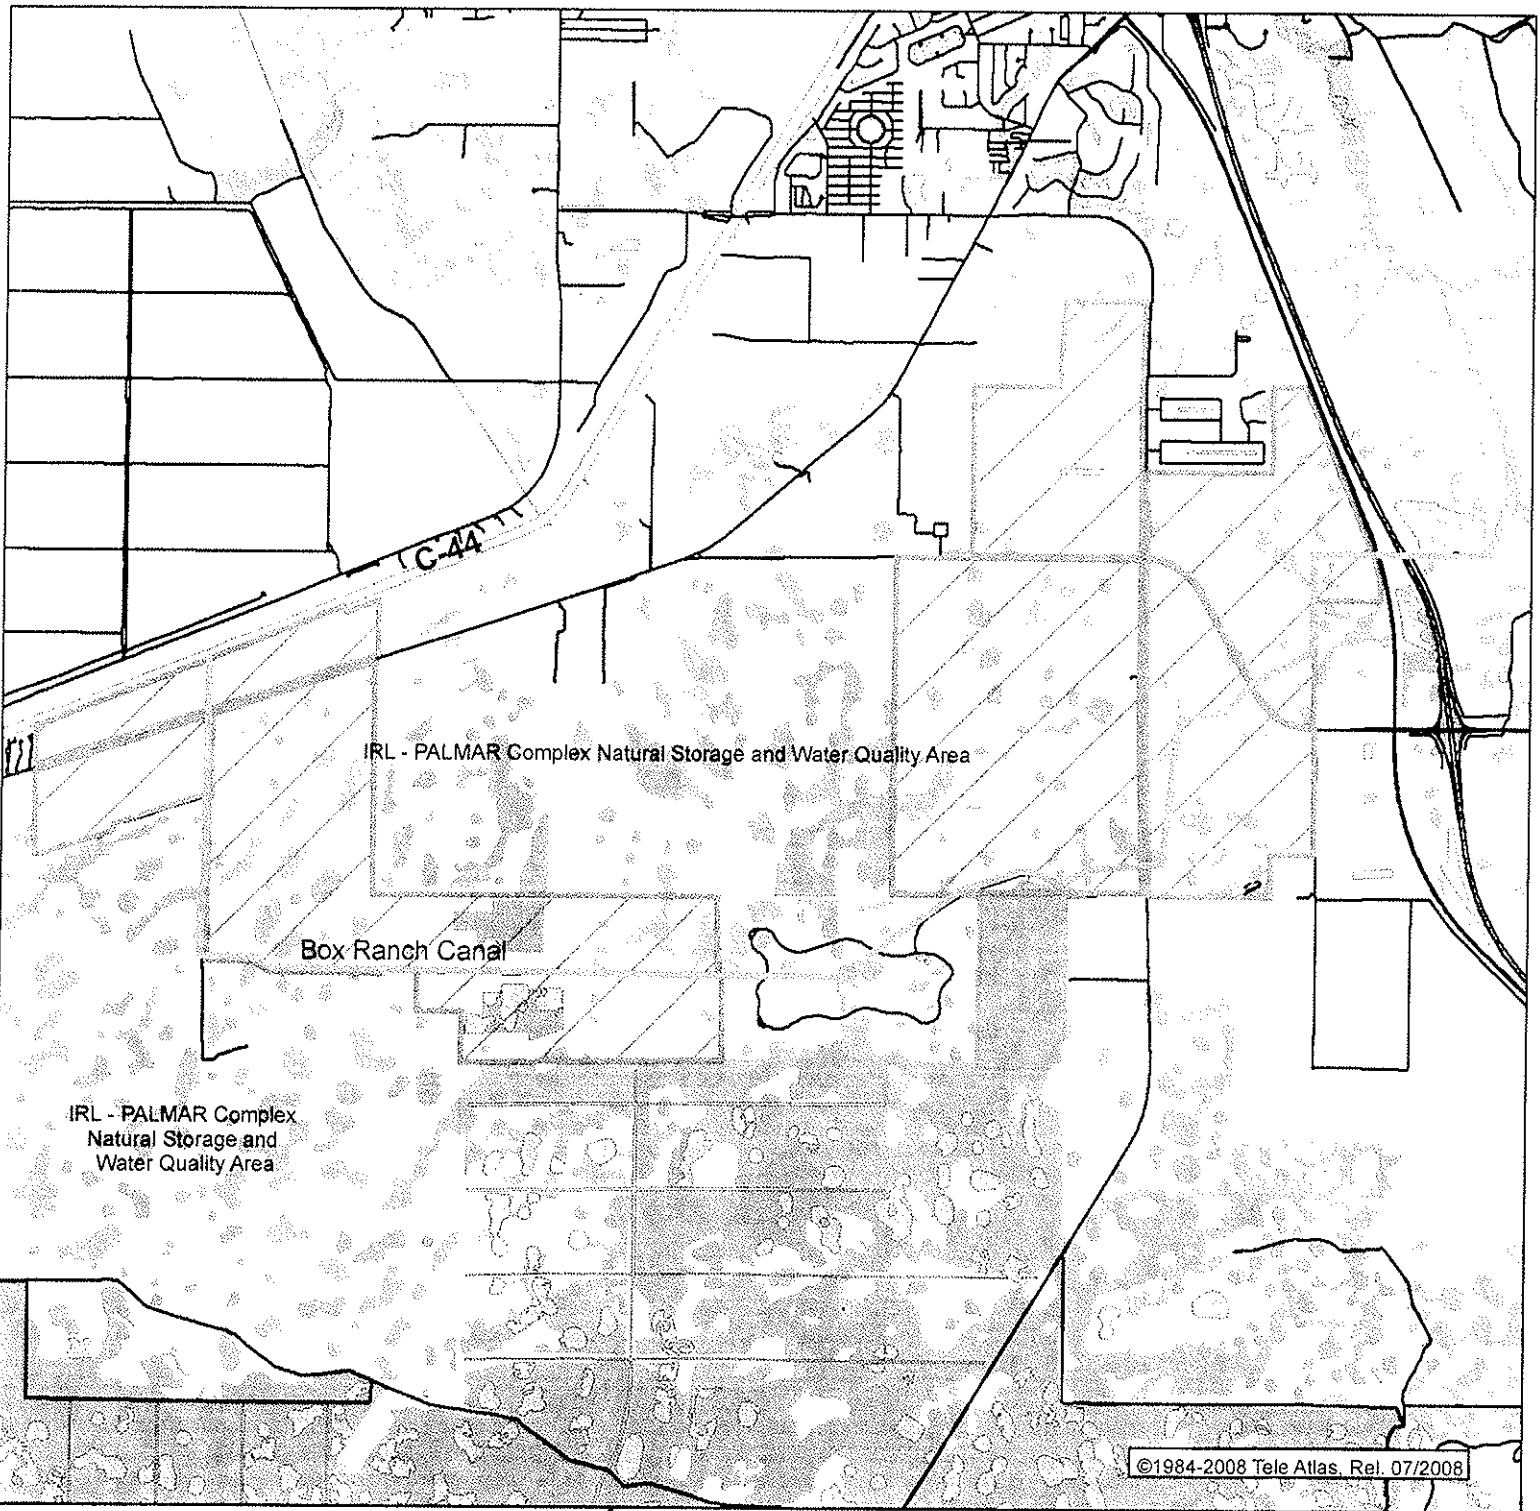 C-44
IRL - PALMAR Complex Natural Storage and Water Quality Area
Box Ranch Canal
IRL - PALMAR Complex
Natural Storage and
Water Quality Area
©1984-2008 Tele Atlas, Rel. 07/2008